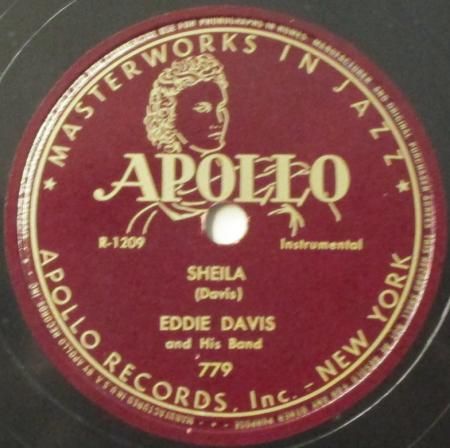 ★ MASTERWORKS IN JAZZ ★
APOLLO
R-1209
Instrumental
SHEILA
(Davis)
EDDIE DAVIS
and His Band
779
APOLLO RECORDS, Inc. – NEW YORK